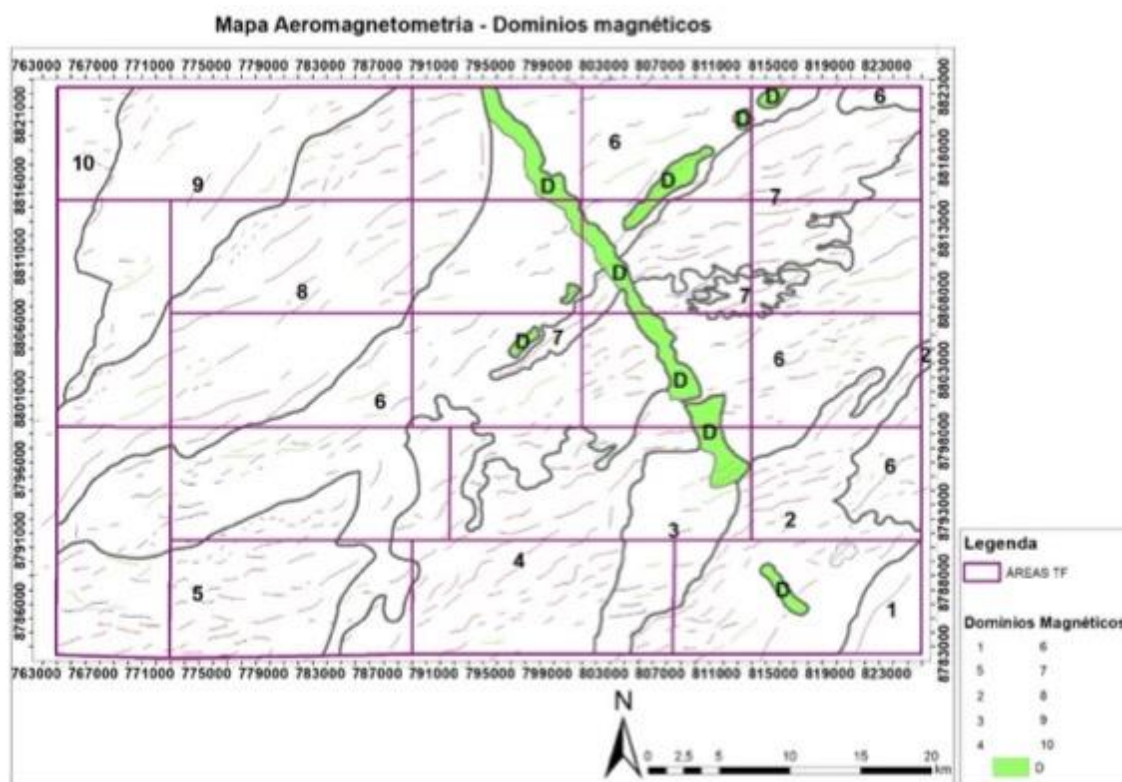 Mapa Aeromagnetometria - Dominios magnéticos
763000 767000 771000 775000 779000 783000 787000 791000 795000 799000 803000 807000 811000 815000 819000 823000
8823000
8821000
8818000
8816000
8813000
8811000
8808000
8806000
8803000
8801000
8798000
8796000
8793000
8791000
8788000
8786000
8783000
D
6
D
6
10
9
D
D
7
D
8
7
D
7
6
2
D
6
D
6
3
2
4
5
D
1
763000 767000 771000 775000 779000 783000 787000 791000 795000 799000 803000 807000 811000 815000 819000 823000
N
0 2,5 5 10 15 20
km
Legenda
ÁREAS TF
Dominios Magnéticos
1 6
5 7
2 8
3 9
4 10
D